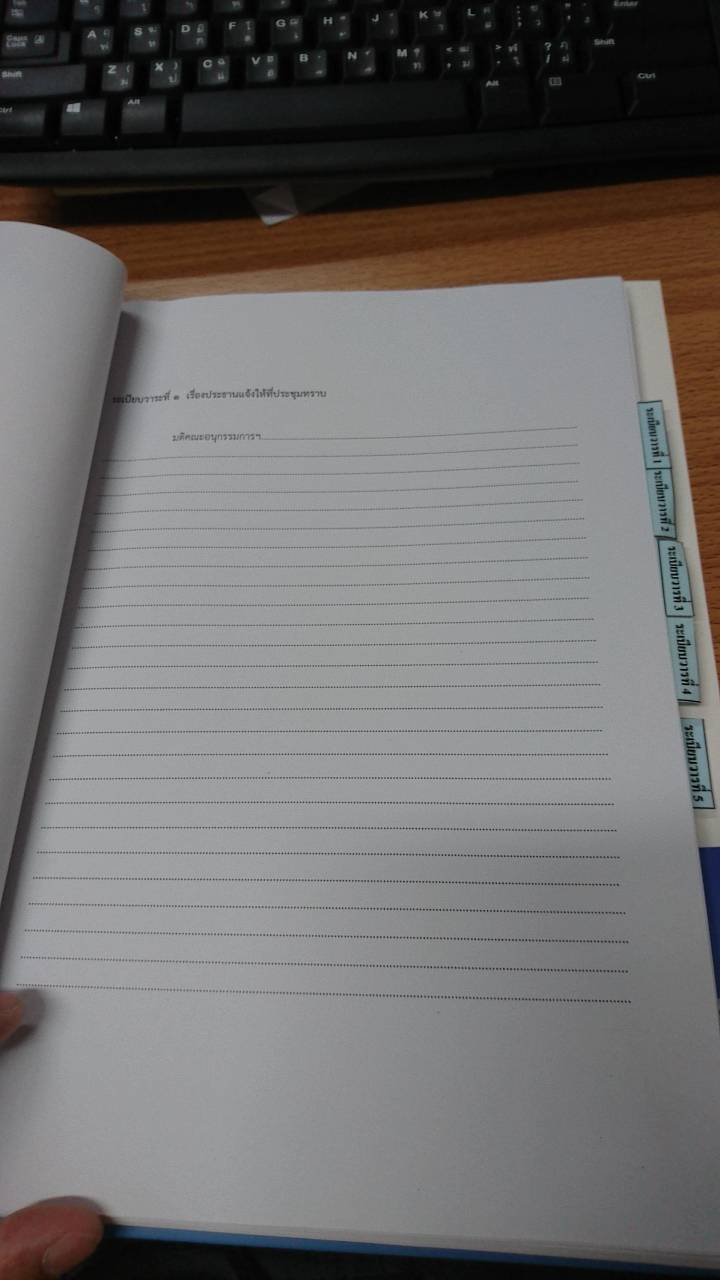 ระเบียบวาระที่ ๑ เรื่องประธานแจ้งให้ที่ประชุมทราบ
มติคณะอนุกรรมการฯ
ระเบียบวาระที่ 1
ระเบียบวาระที่ 2
ระเบียบวาระที่ 3
ระเบียบวาระที่ 4
ระเบียบวาระที่ 5
Caps Lock A S D F G H J K L Enter
Shift Z X C V B N M Shift
Ctrl Alt Alt Ctrl